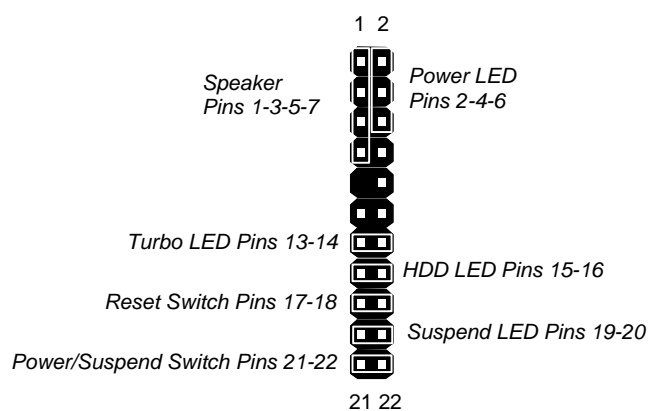 1 2
Speaker
Pins 1-3-5-7
Power LED
Pins 2-4-6
Turbo LED Pins 13-14
HDD LED Pins 15-16
Reset Switch Pins 17-18
Suspend LED Pins 19-20
Power/Suspend Switch Pins 21-22
21 22